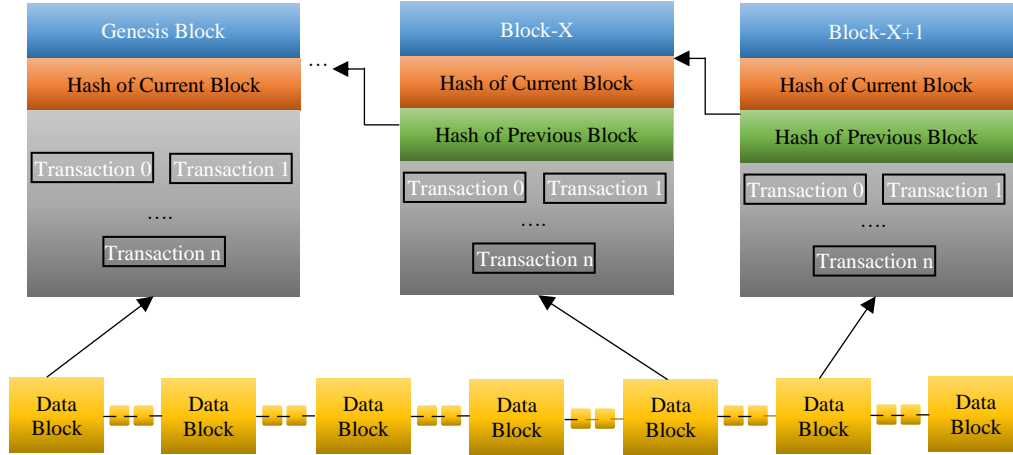 Genesis Block
Hash of Current Block
Transaction 0
Transaction 1
….
Transaction n
…
Block-X
Hash of Current Block
Hash of Previous Block
Transaction 0
Transaction 1
….
Transaction n
Block-X+1
Hash of Current Block
Hash of Previous Block
Transaction 0
Transaction 1
….
Transaction n
Data
Block
Data
Block
Data
Block
Data
Block
Data
Block
Data
Block
Data
Block